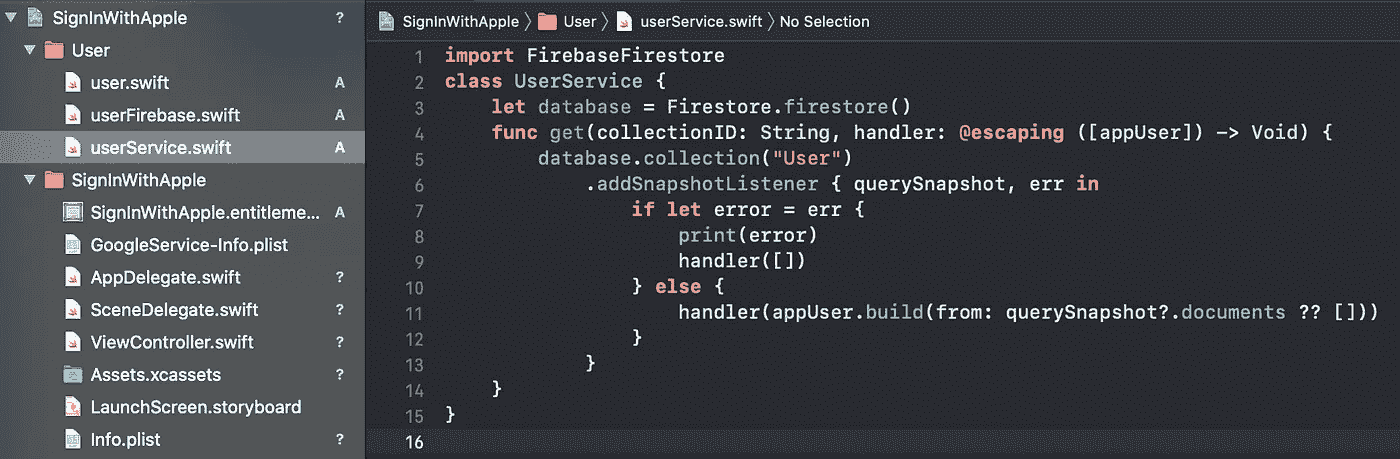 SignInWithApple ?
User
user.swift A
userFirebase.swift A
userService.swift A
SignInWithApple
SignInWithApple.entitleme... A
GoogleService-Info.plist
AppDelegate.swift ?
SceneDelegate.swift ?
ViewController.swift ?
Assets.xcassets ?
LaunchScreen.storyboard
Info.plist ?
SignInWithApple 〉 User 〉 userService.swift 〉 No Selection
1 import FirebaseFirestore
2 class UserService {
3     let database = Firestore.firestore()
4     func get(collectionID: String, handler: @escaping ([appUser]) -> Void) {
5         database.collection("User")
6             .addSnapshotListener { querySnapshot, err in
7                 if let error = err {
8                     print(error)
9                     handler([])
10                 } else {
11                     handler(appUser.build(from: querySnapshot?.documents ?? []))
12                 }
13             }
14     }
15 }
16